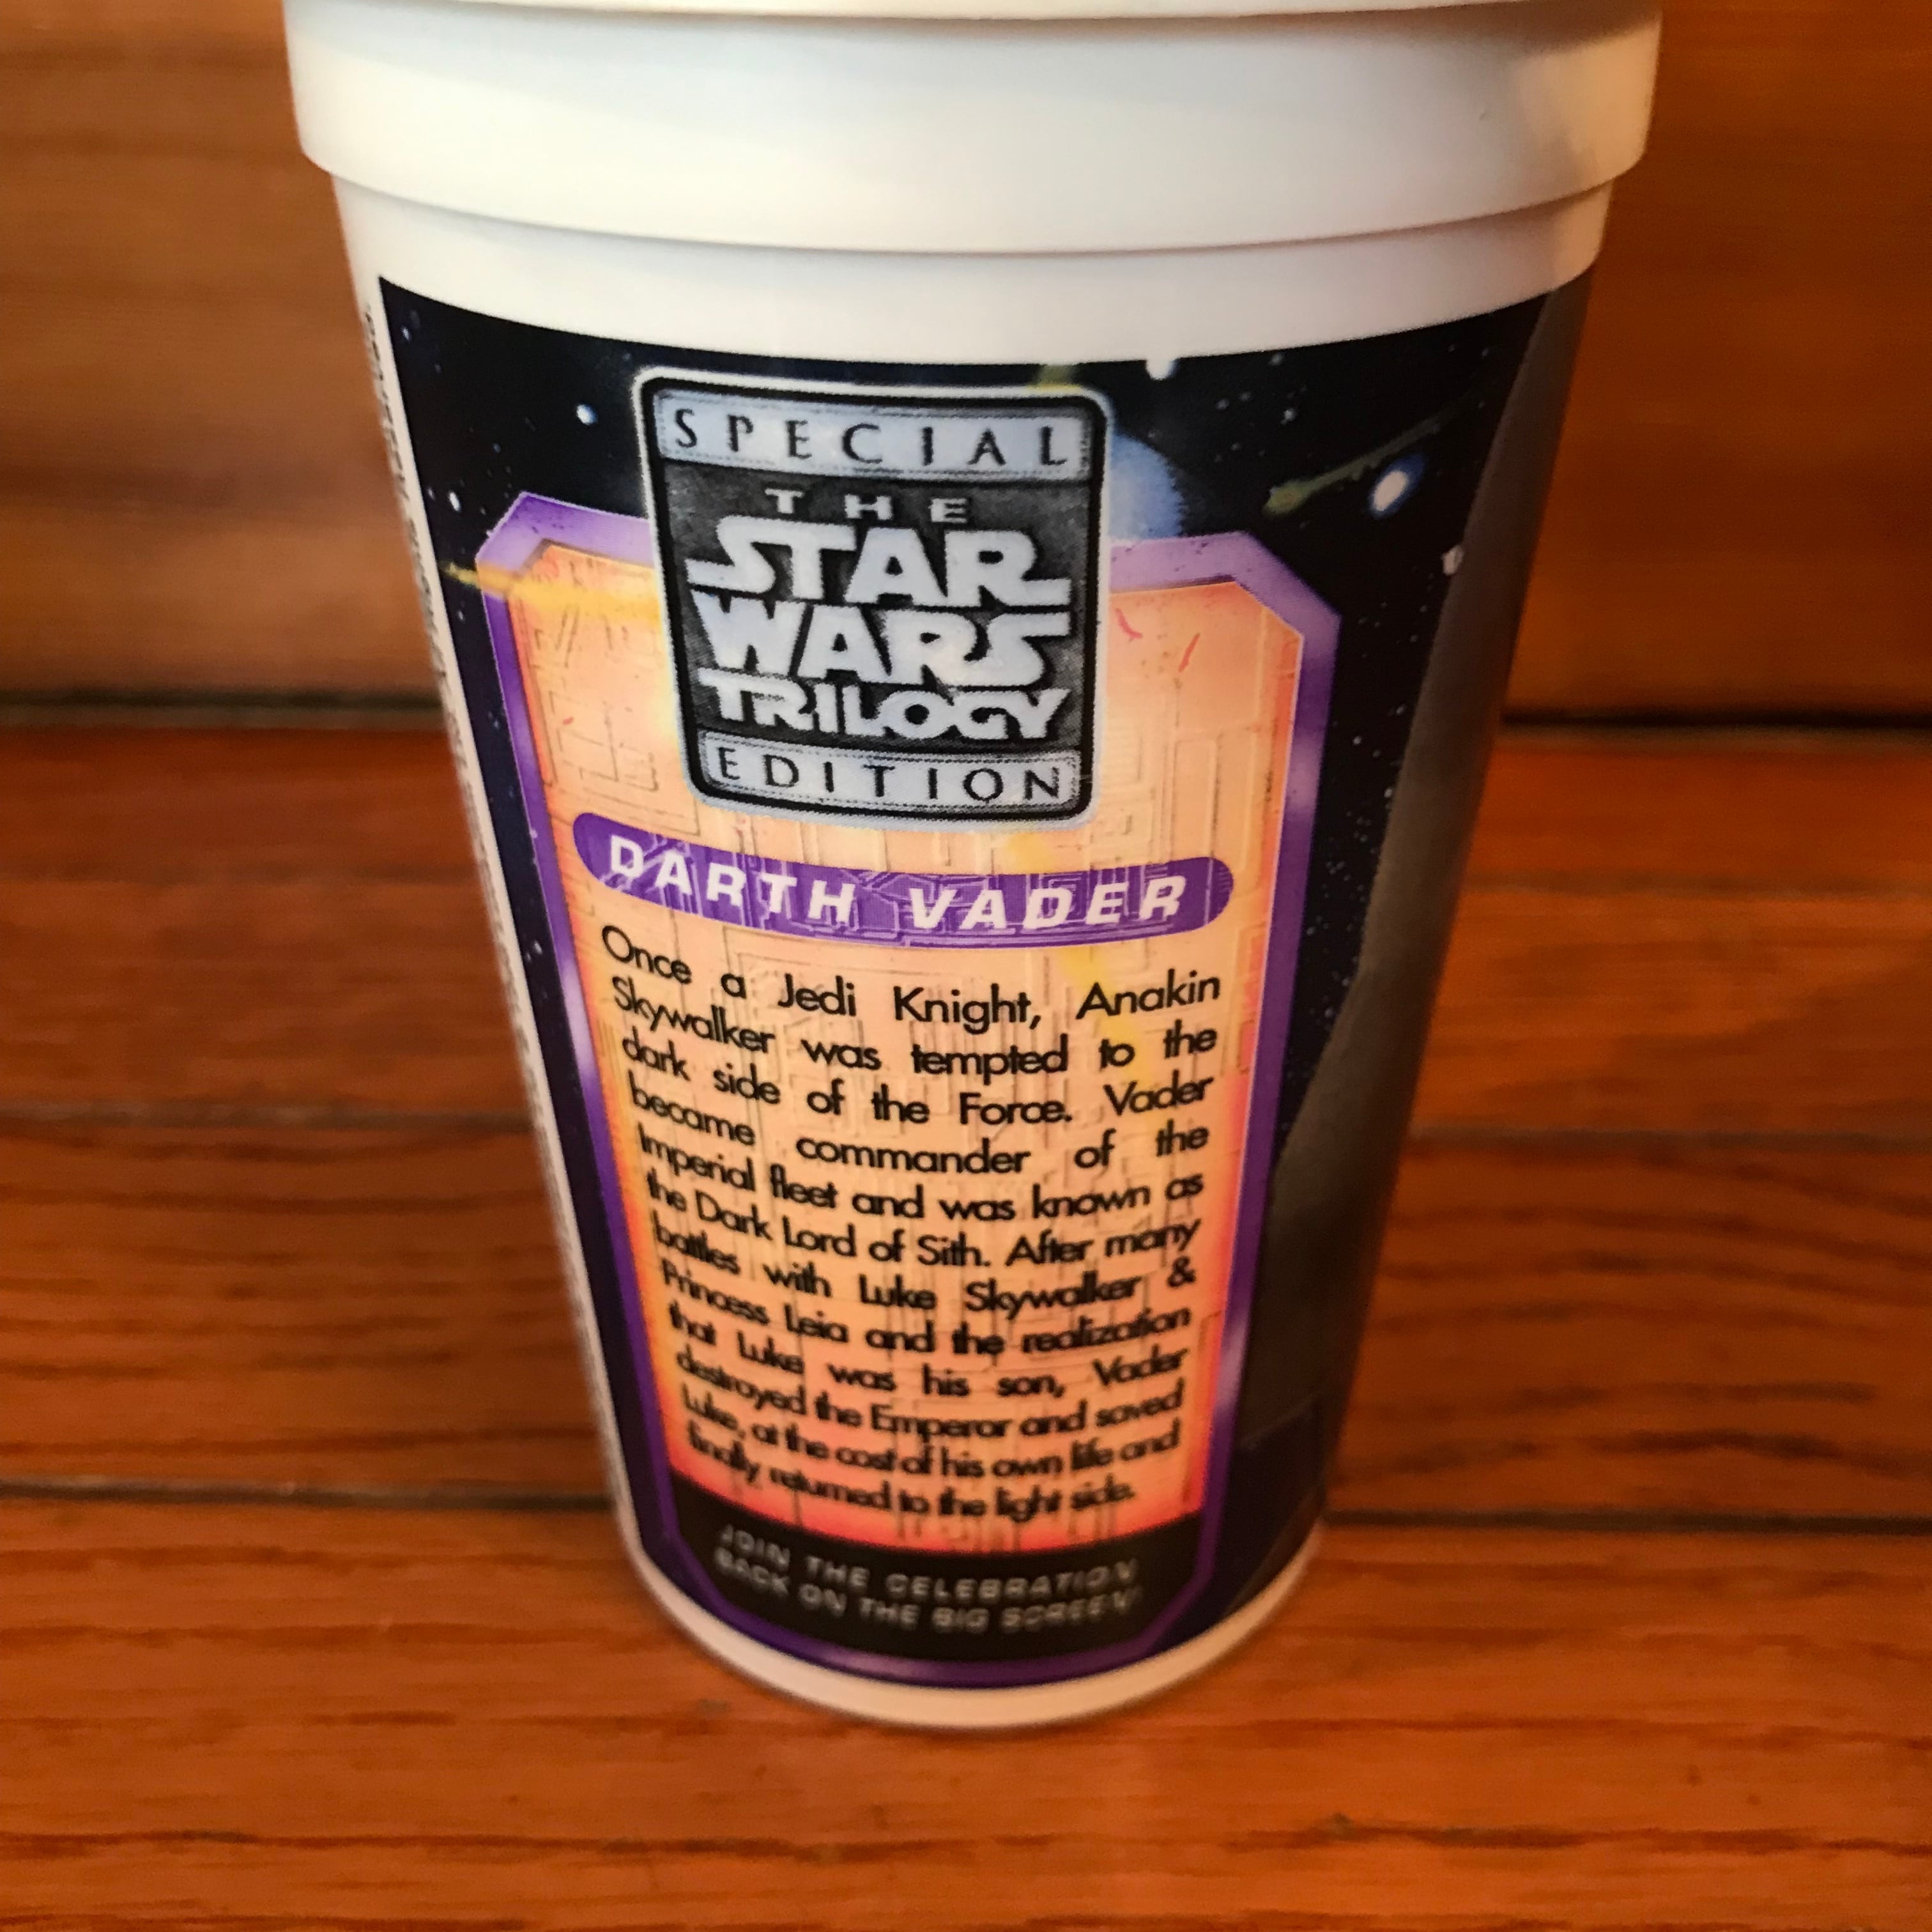 SPECIAL
THE
STAR
WARS
TRILOGY
EDITION
DARTH VADER
Once a Jedi Knight, Anakin
Skywalker was tempted to the
dark side of the Force. Vader
became commander of the
Imperial fleet and was known as
the Dark Lord of Sith. After many
battles with Luke Skywalker &
Princess Leia and the realization
that Luke was his son, Vader
destroyed the Emperor and saved
Luke, at the cost of his own life and
finally returned to the light side.
JOIN THE CELEBRATION
BACK ON THE BIG SCREEN!